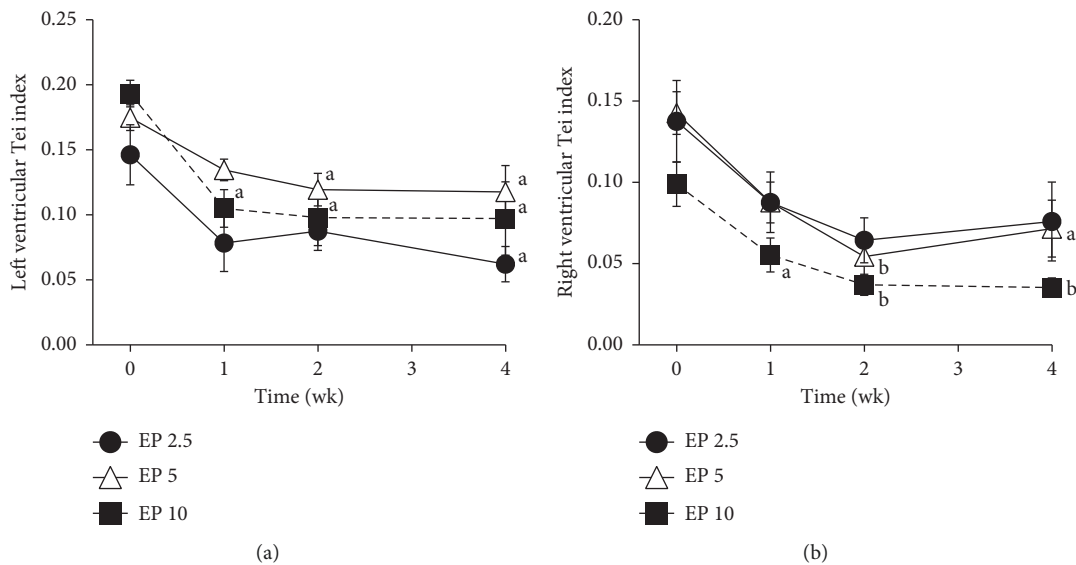 0.25
0.20
0.15
0.10
0.05
0.00
Left ventricular Tei index
0
1
2
3
4
Time (wk)
a
a
a
a
a
a
EP 2.5
EP 5
EP 10
(a)
0.20
0.15
0.10
0.05
0.00
Right ventricular Tei index
0
1
2
3
4
Time (wk)
a
b
b
a
b
EP 2.5
EP 5
EP 10
(b)